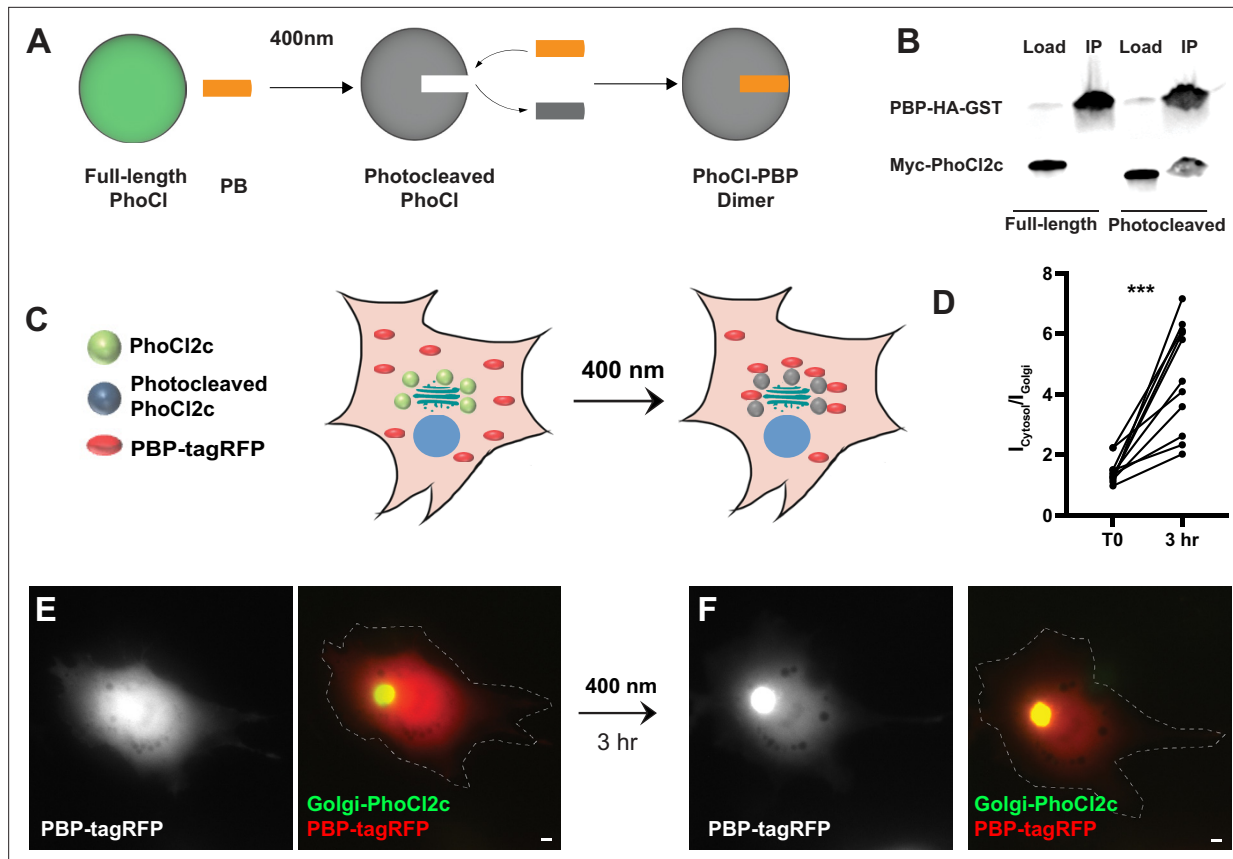 A
400nm
Full-length
PhoCl
PB
Photocleaved
PhoCl
PhoCl-PBP
Dimer
B
Load IP Load IP
PBP-HA-GST
Myc-PhoCl2c
Full-length Photocleaved
C
PhoCl2c
Photocleaved
PhoCl2c
PBP-tagRFP
400 nm
D
***
I Cytosol/I Golgi
8
6
4
2
0
T0 3 hr
E
PBP-tagRFP
Golgi-PhoCl2c
PBP-tagRFP
400 nm
3 hr
F
PBP-tagRFP
Golgi-PhoCl2c
PBP-tagRFP